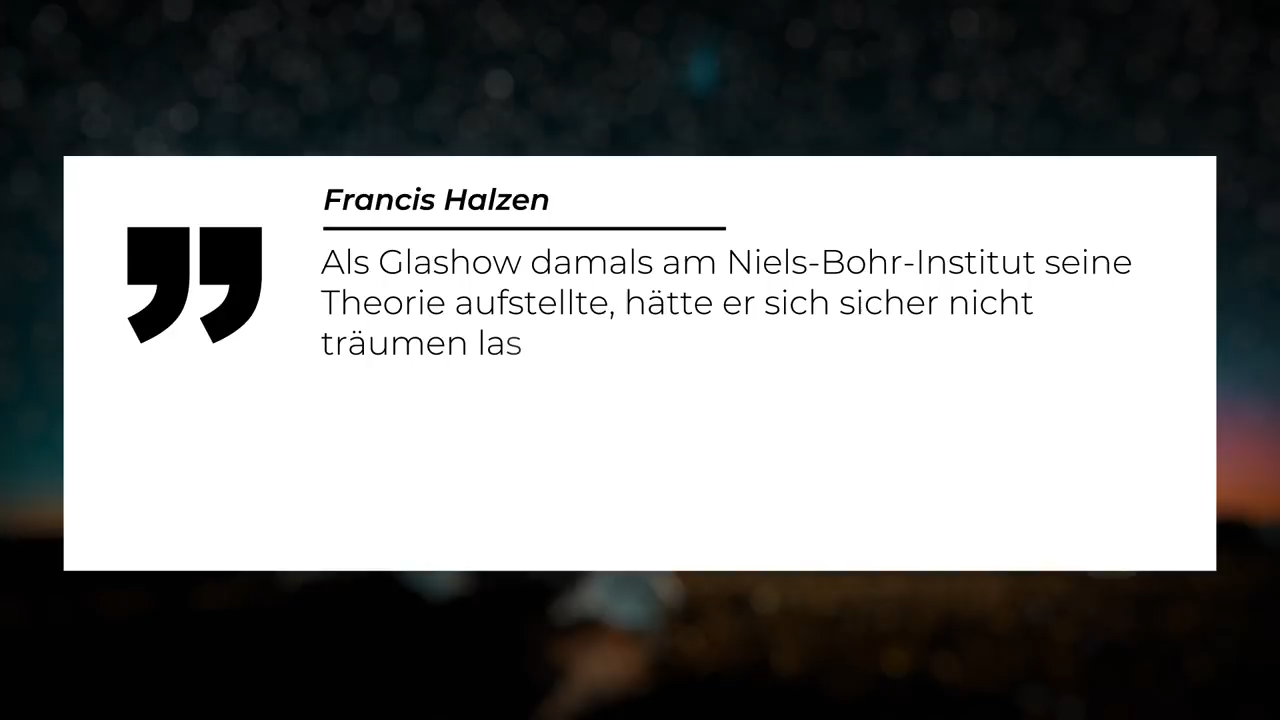 Francis Halzen
Als Glashow damals am Niels-Bohr-Institut seine
Theorie aufstellte, hätte er sich sicher nicht
träumen las